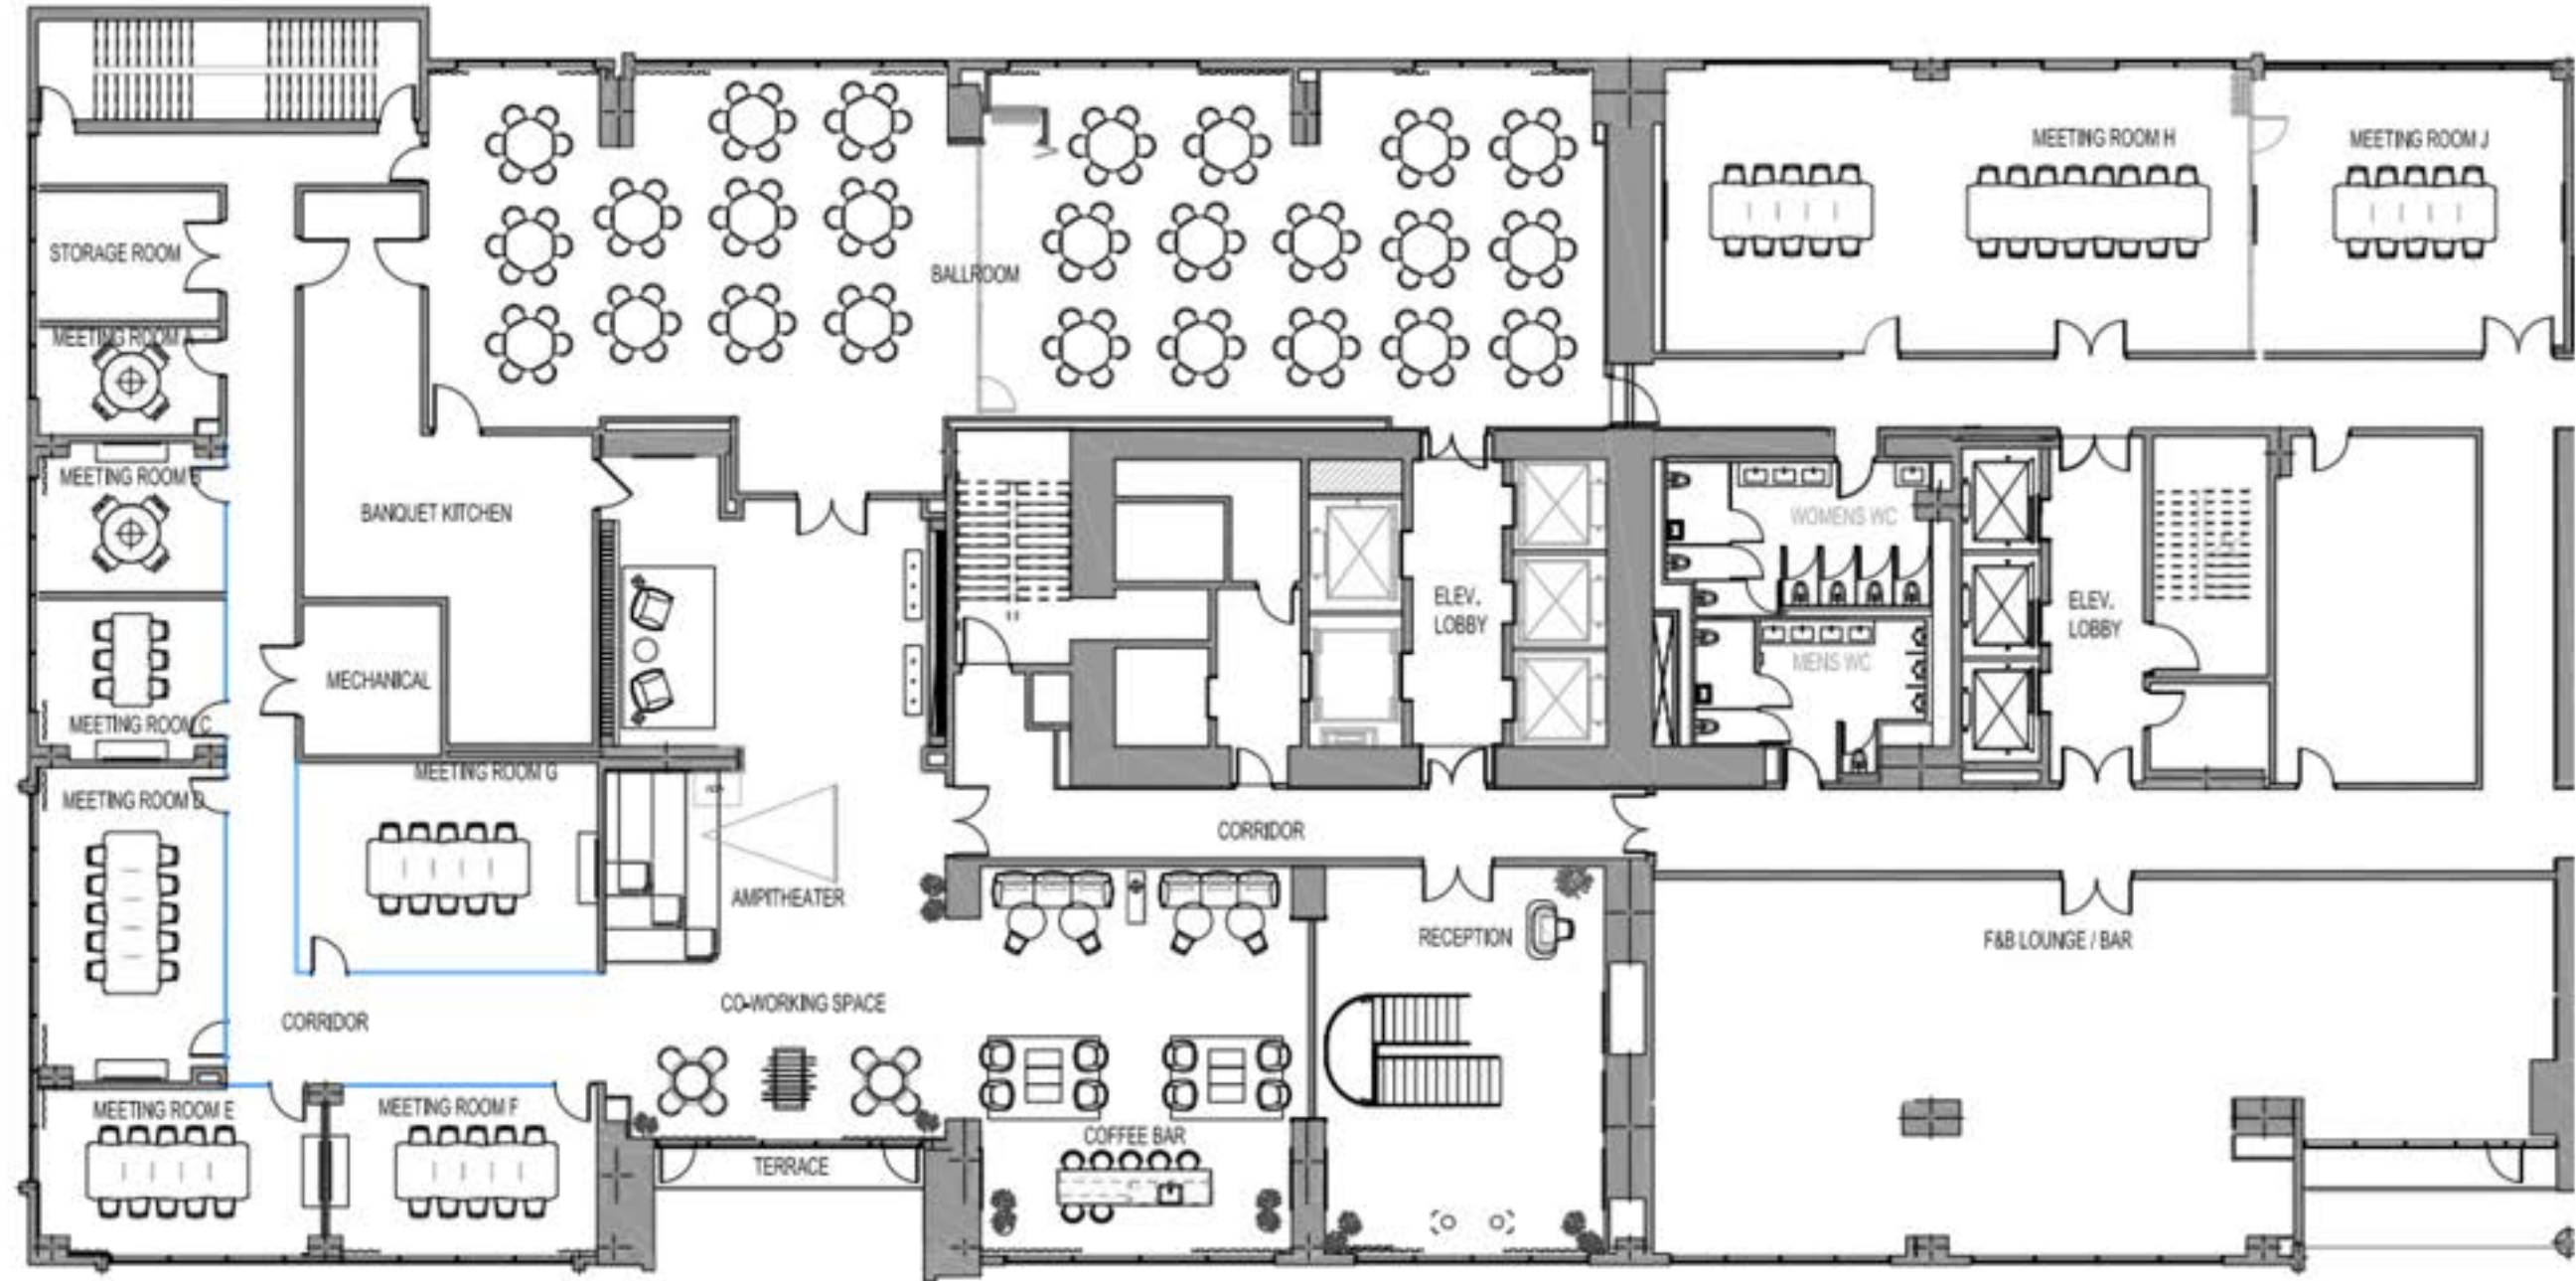 MEETING ROOM H
MEETING ROOM J
STORAGE ROOM
BALLROOM
MEETING ROOM A
MEETING ROOM B
BANQUET KITCHEN
WOMENS WC
ELEV.
LOBBY
ELEV.
LOBBY
MENS WC
MECHANICAL
MEETING ROOM C
MEETING ROOM G
MEETING ROOM D
CORRIDOR
AMPITHEATER
RECEPTION
F&B LOUNGE / BAR
CO-WORKING SPACE
CORRIDOR
MEETING ROOM E
MEETING ROOM F
COFFEE BAR
TERRACE